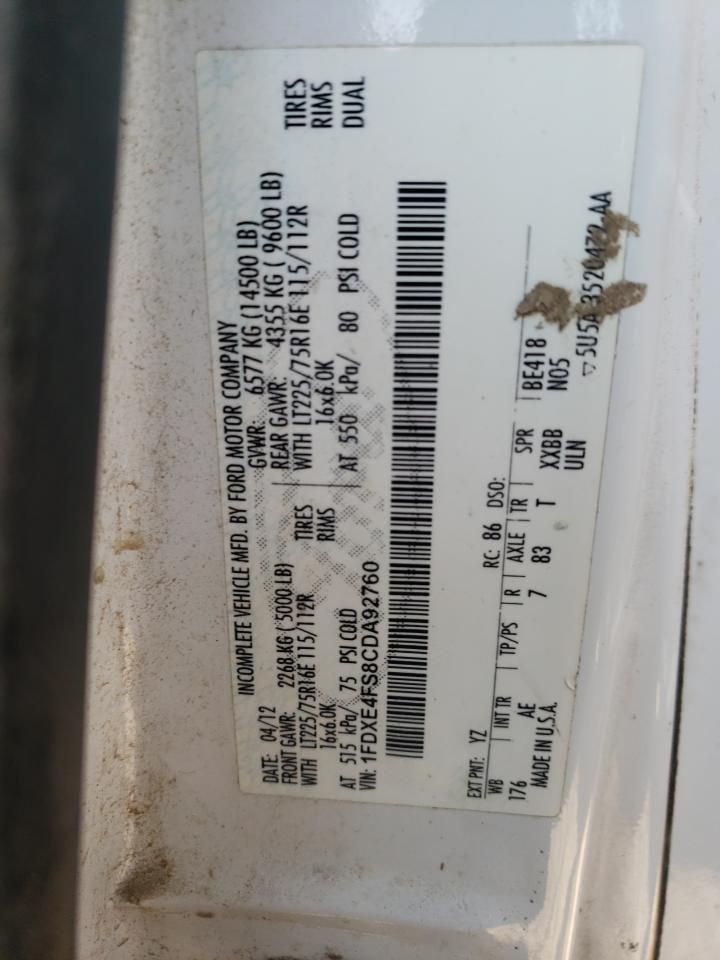 INCOMPLETE VEHICLE MFD. BY FORD MOTOR COMPANY
DATE: 04/12 GVWR: 6577 KG (14500 LB)
FRONT GAWR: 2268 KG ( 5000 LB) REAR GAWR: 4355 KG ( 9600 LB)
WITH LT225/75R16E 115/112R TIRES WITH LT225/75R16E 115/112R TIRES
16x6.0K RIMS 16x6.0K RIMS
AT 515 kPa/ 75 PSI COLD AT 550 kPa/ 80 PSI COLD DUAL
VIN: 1FDXE4FS8CDA92760
EXT PNT: YZ RC: 86 DSO:
WB INT TR TP/PS R AXLE TR SPR BE418
176 AE 7 83 T XXBB N05
MADE IN U.S.A. ULN
▽5U5A 3520472-AA